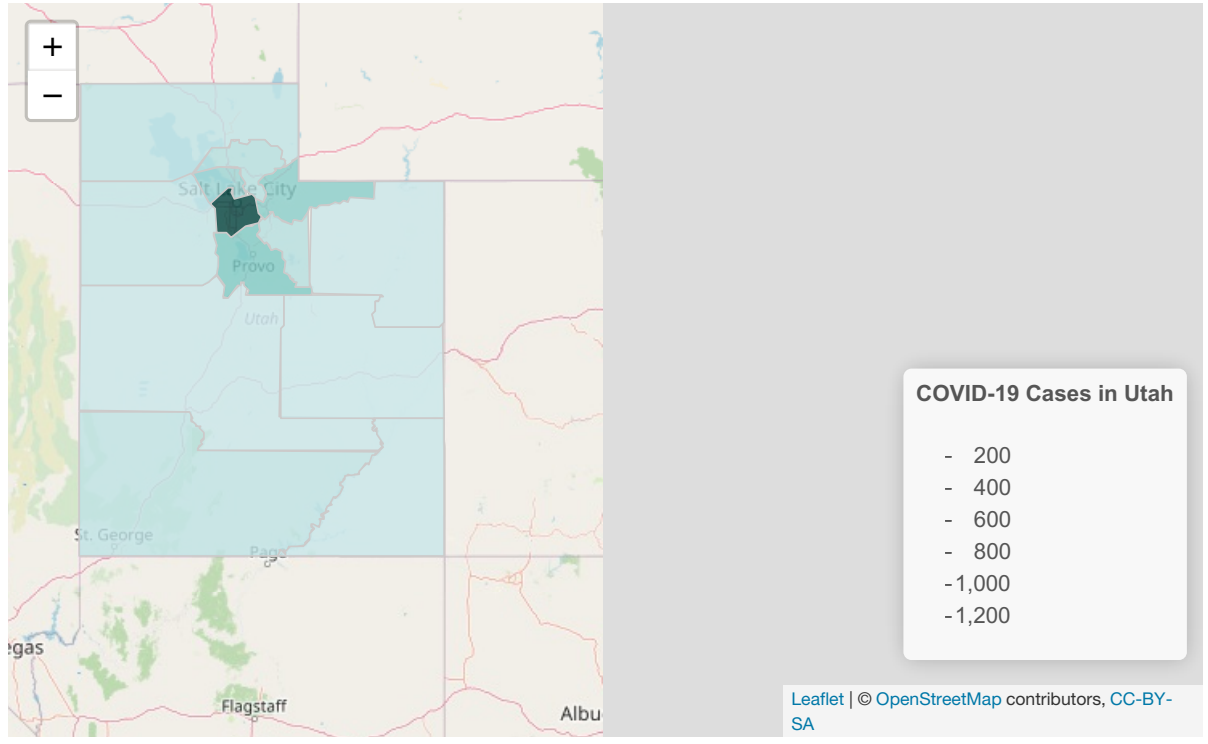 +
−
Salt Lake City
Provo
Utah
St. George
Page
egas
Flagstaff
Albu
COVID-19 Cases in Utah
- 200
- 400
- 600
- 800
-1,000
-1,200
Leaflet | © OpenStreetMap contributors, CC-BY-
SA